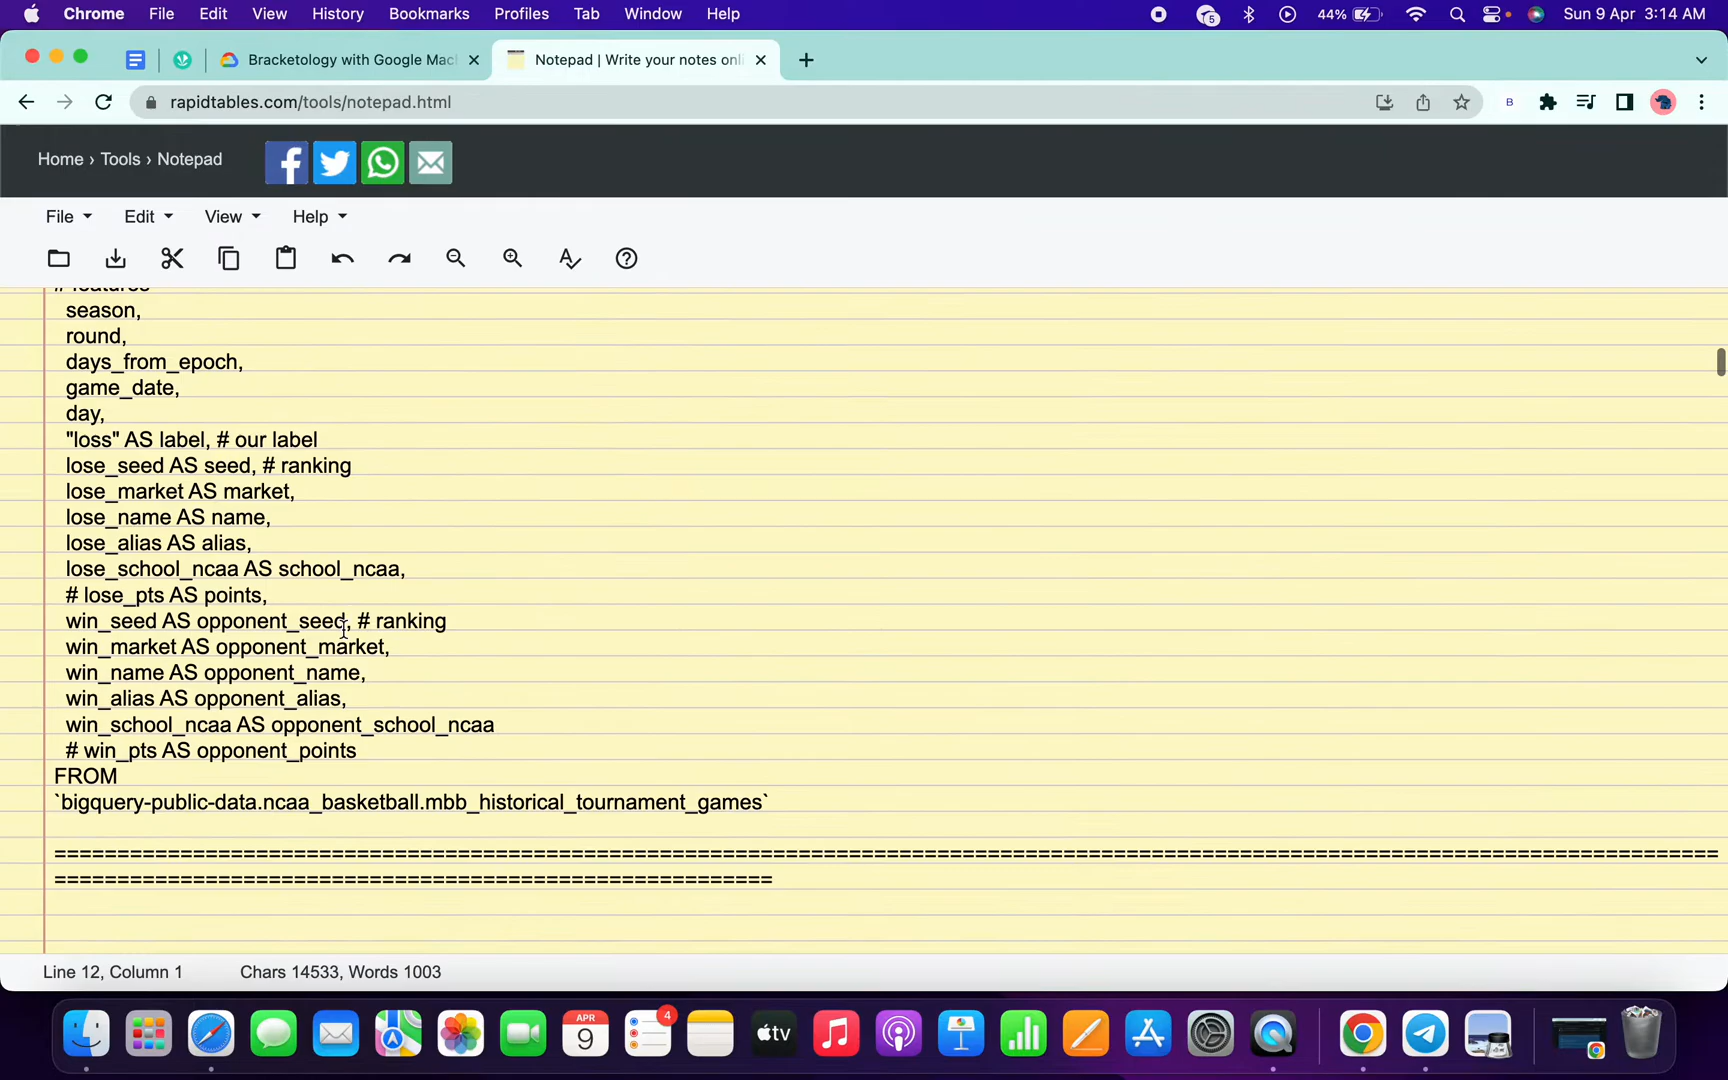 Chrome File Edit View History Bookmarks Profiles Tab Window Help 5 44% Sun 9 Apr 3:14 AM
Bracketology with Google Mac Notepad | Write your notes onli
rapidtables.com/tools/notepad.html B
Home › Tools › Notepad
File Edit View Help
# features
season,
round,
days_from_epoch,
game_date,
day,
"loss" AS label, # our label
lose_seed AS seed, # ranking
lose_market AS market,
lose_name AS name,
lose_alias AS alias,
lose_school_ncaa AS school_ncaa,
# lose_pts AS points,
win_seed AS opponent_seed, # ranking
win_market AS opponent_market,
win_name AS opponent_name,
win_alias AS opponent_alias,
win_school_ncaa AS opponent_school_ncaa
# win_pts AS opponent_points
FROM
`bigquery-public-data.ncaa_basketball.mbb_historical_tournament_games`
====================================================================================================================================
=========================================================
Line 12, Column 1 Chars 14533, Words 1003
APR 9 4 tv